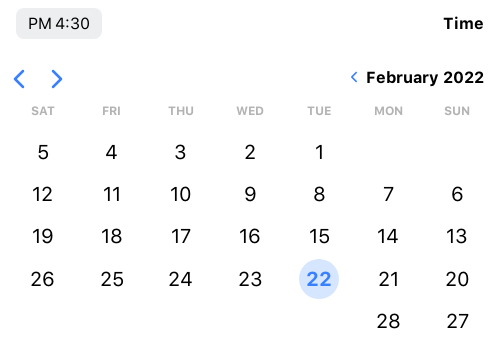 PM 4:30 Time
February 2022
SAT FRI THU WED TUE MON SUN
5 4 3 2 1
12 11 10 9 8 7 6
19 18 17 16 15 14 13
26 25 24 23 22 21 20
28 27